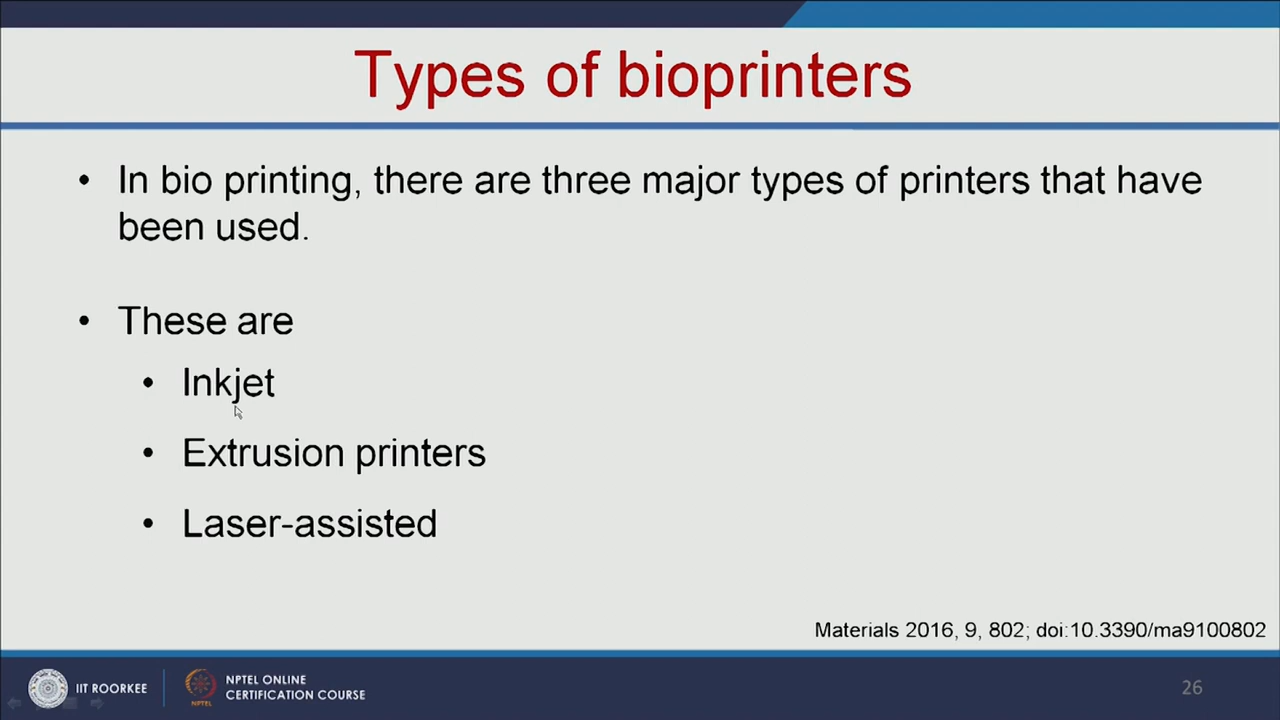 Types of bioprinters
• In bio printing, there are three major types of printers that have
been used.
• These are
• Inkjet
• Extrusion printers
• Laser-assisted
Materials 2016, 9, 802; doi:10.3390/ma9100802
IIT ROORKEE
NPTEL
NPTEL ONLINE
CERTIFICATION COURSE
26